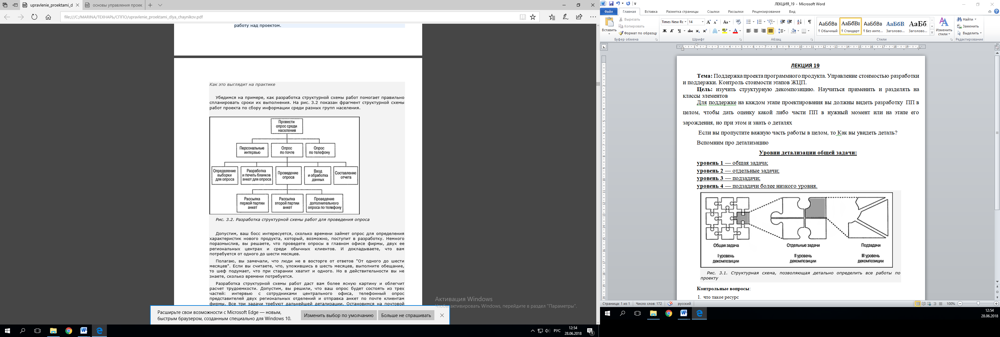 upravlenie_proektami_d
основы управления проек
file:///C:/MARINA/ТЕХНАРЬ/СППО/upravlenie_proektami_dlya_chaynikov.pdf
работу над проектом.
Как это выглядит на практике
Убедимся на примере, как разработка структурной схемы работ помогает правильно
спланировать сроки их выполнения. На рис. 3.2 показан фрагмент структурной схемы
работ проекта по сбору информации среди разных групп населения.
Провести
опрос среди
населения
Персональные
интервью
Опрос
по почте
Опрос
по телефону
Определение
выборки
для опроса
Разработка
и печать бланков
анкет для опроса
Проведение
опроса
Ввод
и обработка
данных
Составление
отчета
Рассылка
первой партии
анкет
Рассылка
второй партии
анкет
Проведение
дополнительного
опроса по телефону
Рис. 3.2. Разработка структурной схемы работ для проведения опроса
Допустим, ваш босс интересуется, сколько времени займет опрос для определения
характеристик нового продукта, который, возможно, поступит в разработку. Немного
поразмыслив, вы решаете, что проведете опросы в главном офисе фирмы, двух ее
региональных центрах и среди обычных клиентов. И докладываете, что вам
потребуется от одного до шести месяцев.
Полагаю, вы замечали, что люди не в восторге от ответов "От одного до шести
месяцев". Если вы считаете, что, уложившись в шесть месяцев, выполните обещание,
то шеф подумает, что при старании хватит и одного. Но в действительности вы не
знаете, сколько времени потребуется.
Разработка структурной схемы работ даст вам более ясную картину и облегчит
расчет трудоемкости. Допустим, вы решили, что ваш опрос будет состоять из трех
частей: интервью с сотрудниками центрального офиса, телефонный опрос
представителей двух региональных отделений и отправка анкет по почте клиентам
фирмы. Все три задачи требуют дальнейшей детализации. Остановимся на почтовой
Активация Windows
Чтобы активировать Windows, перейдите в раздел "Параметры".
Расширьте свои возможности с Microsoft Edge — новым,
быстрым браузером, созданным специально для Windows 10.
Изменить выбор по умолчанию
Больше не спрашивать
РУС
12:54
28.06.2018
1
ЛЕКЦИЯ_19 - Microsoft Word
Файл Главная Вставка Разметка страницы Ссылки Рассылки Рецензирование Вид
Вставить
Вырезать
Копировать
Формат по образцу
Буфер обмена
Times New Rc 14
Ж К Ч
Шрифт
Абзац
АаБбВв АаБбВı АаБбВв АаБбВ АаБб
¶ Обычный ¶ Стандарт ¶ Без инте... Заголово... Заголово...
Изменить
стили
Стили
Найти
Заменить
Выделить
Редактирование
1 2 3 4 5 6 7 8 9 10 11 12 13 14 15 16 17 18 19
ЛЕКЦИЯ 19
Тема: Поддержка проекта программного продукта. Управление стоимостью разработки
и поддержки. Контроль стоимости этапов ЖЦП.
Цель: изучить структурную декомпозицию. Научиться применить и разделять на
классы элементов
Для поддержке на каждом этапе проектирования вы должны видеть разработку ПП в
целом, чтобы дать оценку какой либо части ПП в нужный момент или на этапе его
зарождения, но при этом и знать о деталях
Если вы пропустите важную часть работы в целом, то Как вы увидеть деталь?
Вспомним про детализацию
Уровни детализации общей задачи:
уровень 1 — общая задача;
уровень 2 — отдельные задачи;
уровень 3 — подзадачи;
уровень 4 — подзадачи более низкого уровня.
Общая задача
Отдельные задачи
Подзадачи
I уровень
декомпозиции
II уровень
декомпозиции
III уровень
декомпозиции
Рис. 3.1. Структурная схема, позволяющая детально определить все работы по
проекту
Контрольные вопросы:
1. что такое ресурс
Страница: 1 из 1 Число слов: 172 русский 100%
12:54
28.06.2018